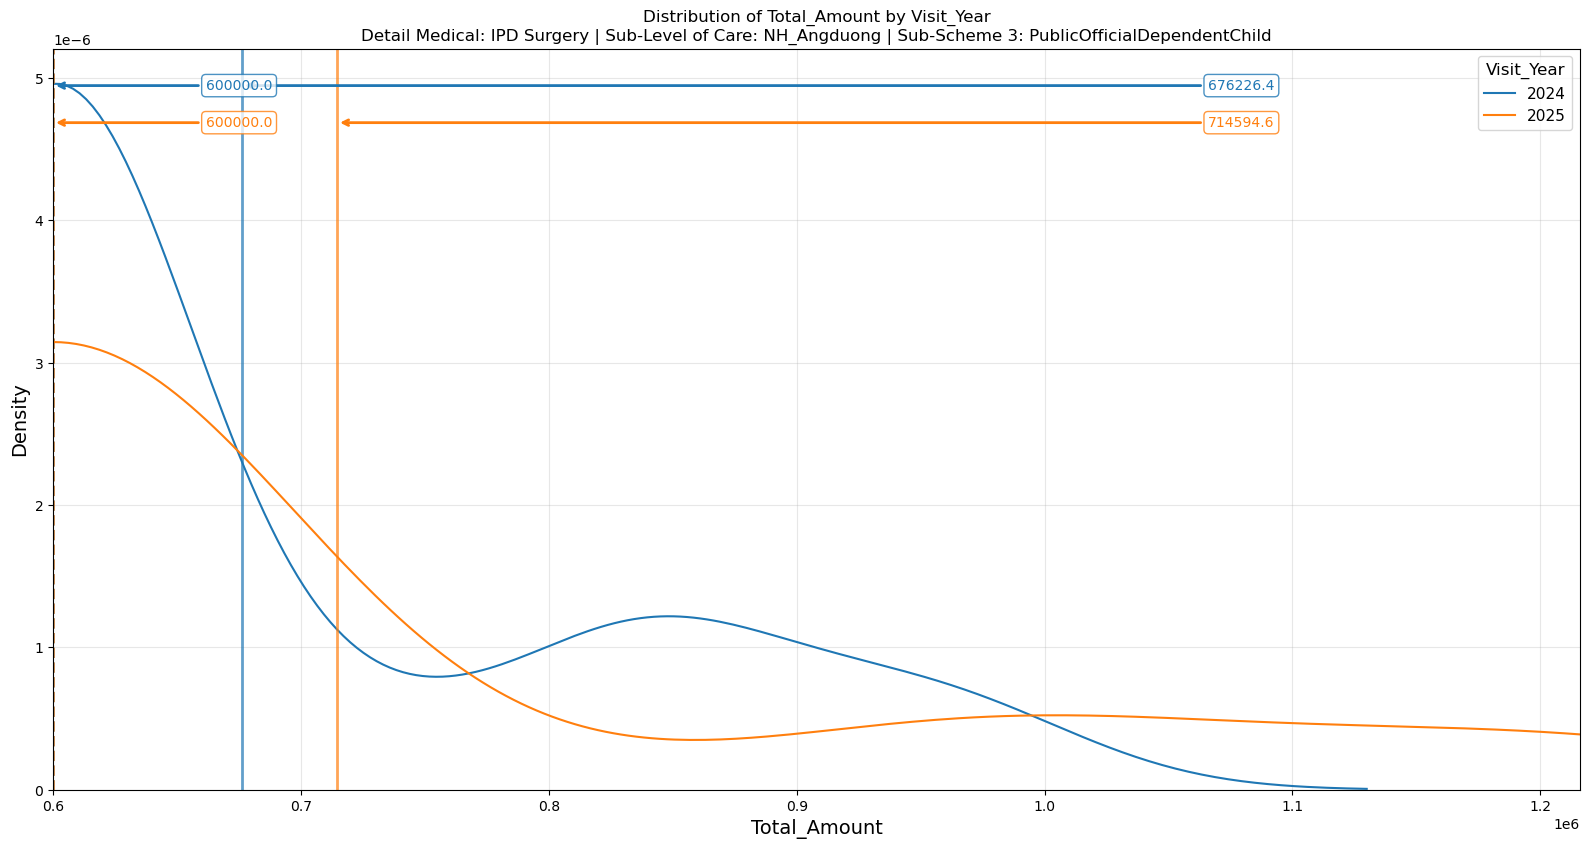 Distribution of Total_Amount by Visit_Year
Detail Medical: IPD Surgery | Sub-Level of Care: NH_Angduong | Sub-Scheme 3: PublicOfficialDependentChild
1e−6
Visit_Year
2024
2025
600000.0
676226.4
600000.0
714594.6
5
4
3
2
1
0
Density
0.6
0.7
0.8
0.9
1.0
1.1
1.2
1e6
Total_Amount